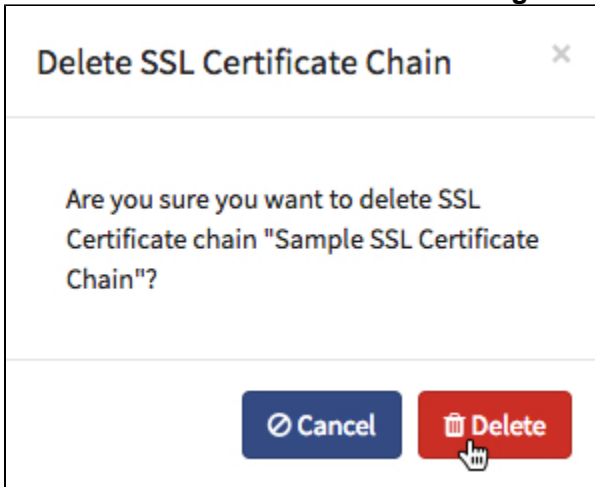 Delete SSL Certificate Chain ×
Are you sure you want to delete SSL
Certificate chain "Sample SSL Certificate
Chain"?
Cancel Delete